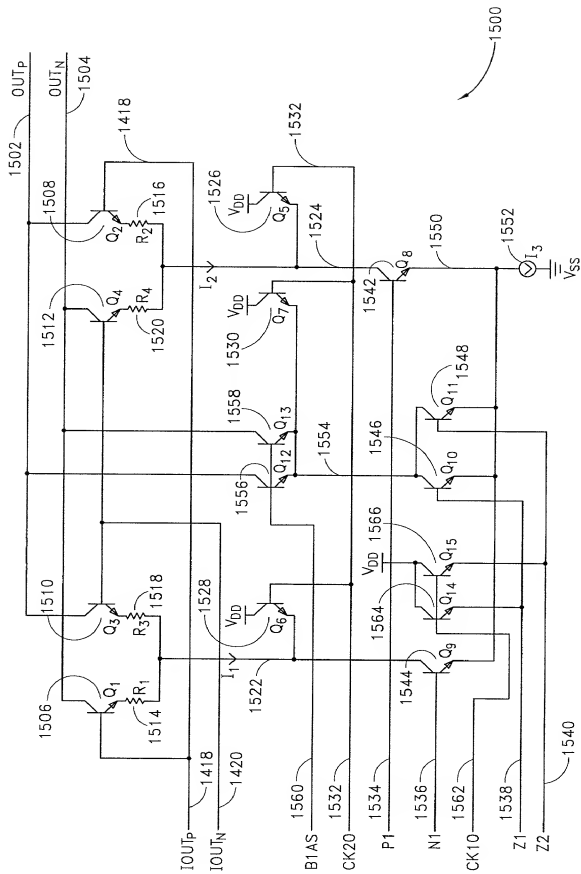 OUTP
1502
OUTN
1504
1500
1506
1510
1512
1508
Q1
Q3
Q4
Q2
R1
R3
R4
R2
1514
1518
1520
1516
1418
IOUTP
1418
IOUTN
1420
I1
I2
1522
1528
VDD
Q6
1556
1558
Q12
Q13
1530
VDD
Q7
1524
1526
VDD
Q5
1532
B1AS
1560
CK20
1532
1554
P1
1534
1542
Q8
N1
1536
1544
Q9
1564
1566
VDD
Q14
Q15
1546
Q10
1548
Q11
1550
CK10
1562
Z1
1538
Z2
1540
1552
I3
VSS